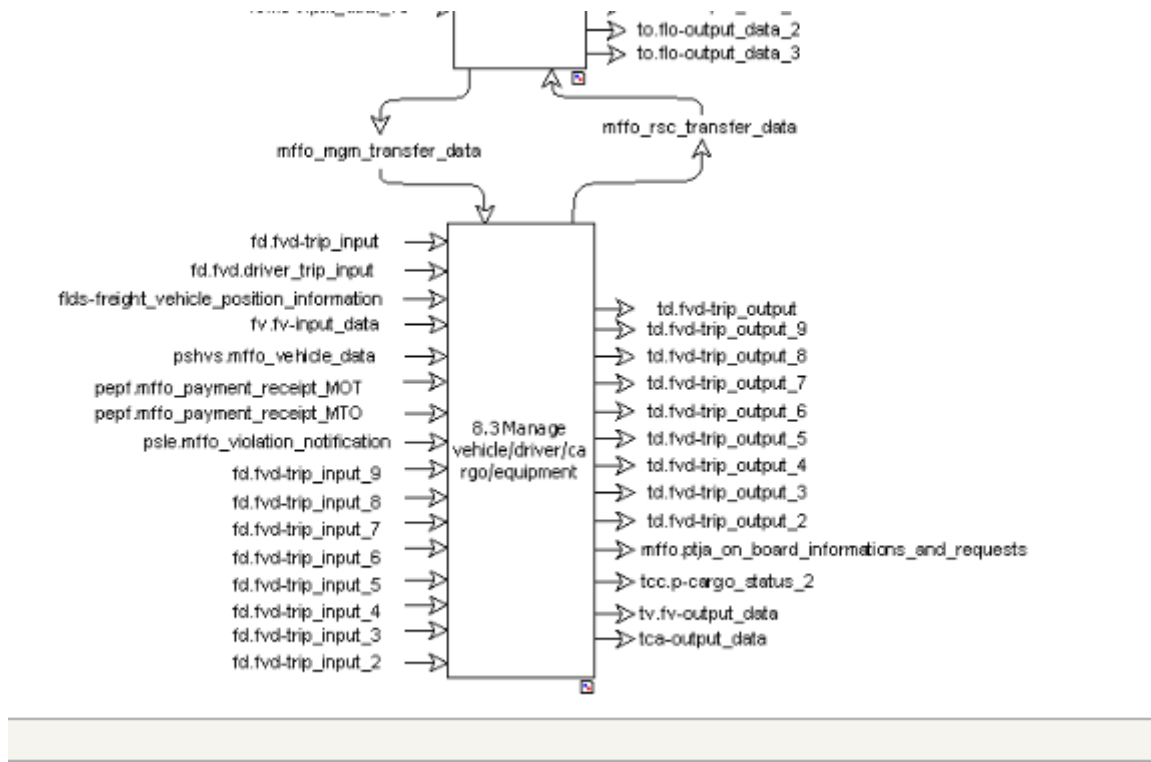 to.flo-output_data_2
to.flo-output_data_3
mffo_rsc_transfer_data
mffo_mgm_transfer_data
fd.fvd-trip_input
fd.fvd.driver_trip_input
flds-freight_vehicle_position_information
fv.fv-input_data
pshvs.mffo_vehicle_data
pepf.mffo_payment_receipt_MOT
pepf.mffo_payment_receipt_MTO
psle.mffo_violation_notification
fd.fvd-trip_input_9
fd.fvd-trip_input_8
fd.fvd-trip_input_7
fd.fvd-trip_input_6
fd.fvd-trip_input_5
fd.fvd-trip_input_4
fd.fvd-trip_input_3
fd.fvd-trip_input_2
8.3Manage
vehicle/driver/ca
rgo/equipment
td.fvd-trip_output
td.fvd-trip_output_9
td.fvd-trip_output_8
td.fvd-trip_output_7
td.fvd-trip_output_6
td.fvd-trip_output_5
td.fvd-trip_output_4
td.fvd-trip_output_3
td.fvd-trip_output_2
mffo.ptja_on_board_informations_and_requests
tcc.p-cargo_status_2
tv.fv-output_data
tca-output_data